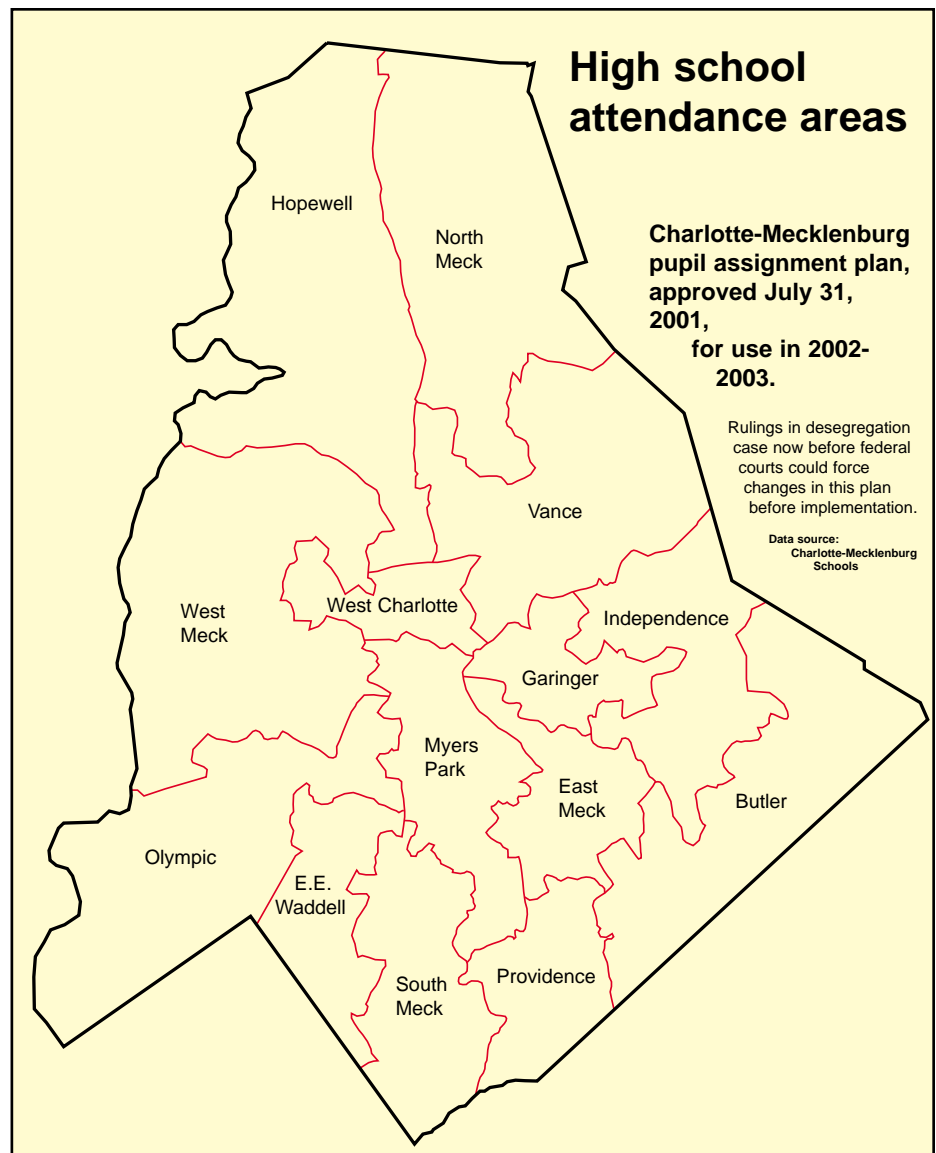 High school
attendance areas
Charlotte-Mecklenburg
pupil assignment plan,
approved July 31,
2001,
for use in 2002-
2003.
Rulings in desegregation
case now before federal
courts could force
changes in this plan
before implementation.
Data source:
Charlotte-Mecklenburg
Schools
Hopewell
North
Meck
Vance
West
Meck
West Charlotte
Independence
Garinger
Myers
Park
East
Meck
Butler
Olympic
E.E.
Waddell
South
Meck
Providence